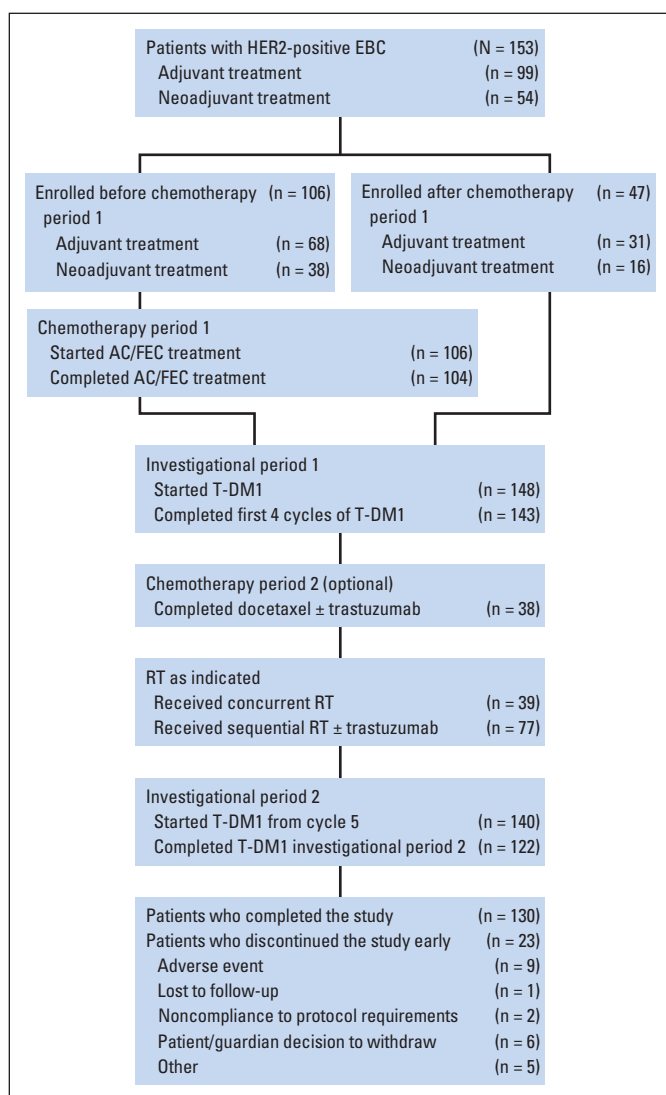 Patients with HER2-positive EBC (N = 153)
Adjuvant treatment (n = 99)
Neoadjuvant treatment (n = 54)
Enrolled before chemotherapy (n = 106)
period 1
Adjuvant treatment (n = 68)
Neoadjuvant treatment (n = 38)
Enrolled after chemotherapy (n = 47)
period 1
Adjuvant treatment (n = 31)
Neoadjuvant treatment (n = 16)
Chemotherapy period 1
Started AC/FEC treatment (n = 106)
Completed AC/FEC treatment (n = 104)
Investigational period 1
Started T-DM1 (n = 148)
Completed first 4 cycles of T-DM1 (n = 143)
Chemotherapy period 2 (optional)
Completed docetaxel ± trastuzumab (n = 38)
RT as indicated
Received concurrent RT (n = 39)
Received sequential RT ± trastuzumab (n = 77)
Investigational period 2
Started T-DM1 from cycle 5 (n = 140)
Completed T-DM1 investigational period 2 (n = 122)
Patients who completed the study (n = 130)
Patients who discontinued the study early (n = 23)
Adverse event (n = 9)
Lost to follow-up (n = 1)
Noncompliance to protocol requirements (n = 2)
Patient/guardian decision to withdraw (n = 6)
Other (n = 5)